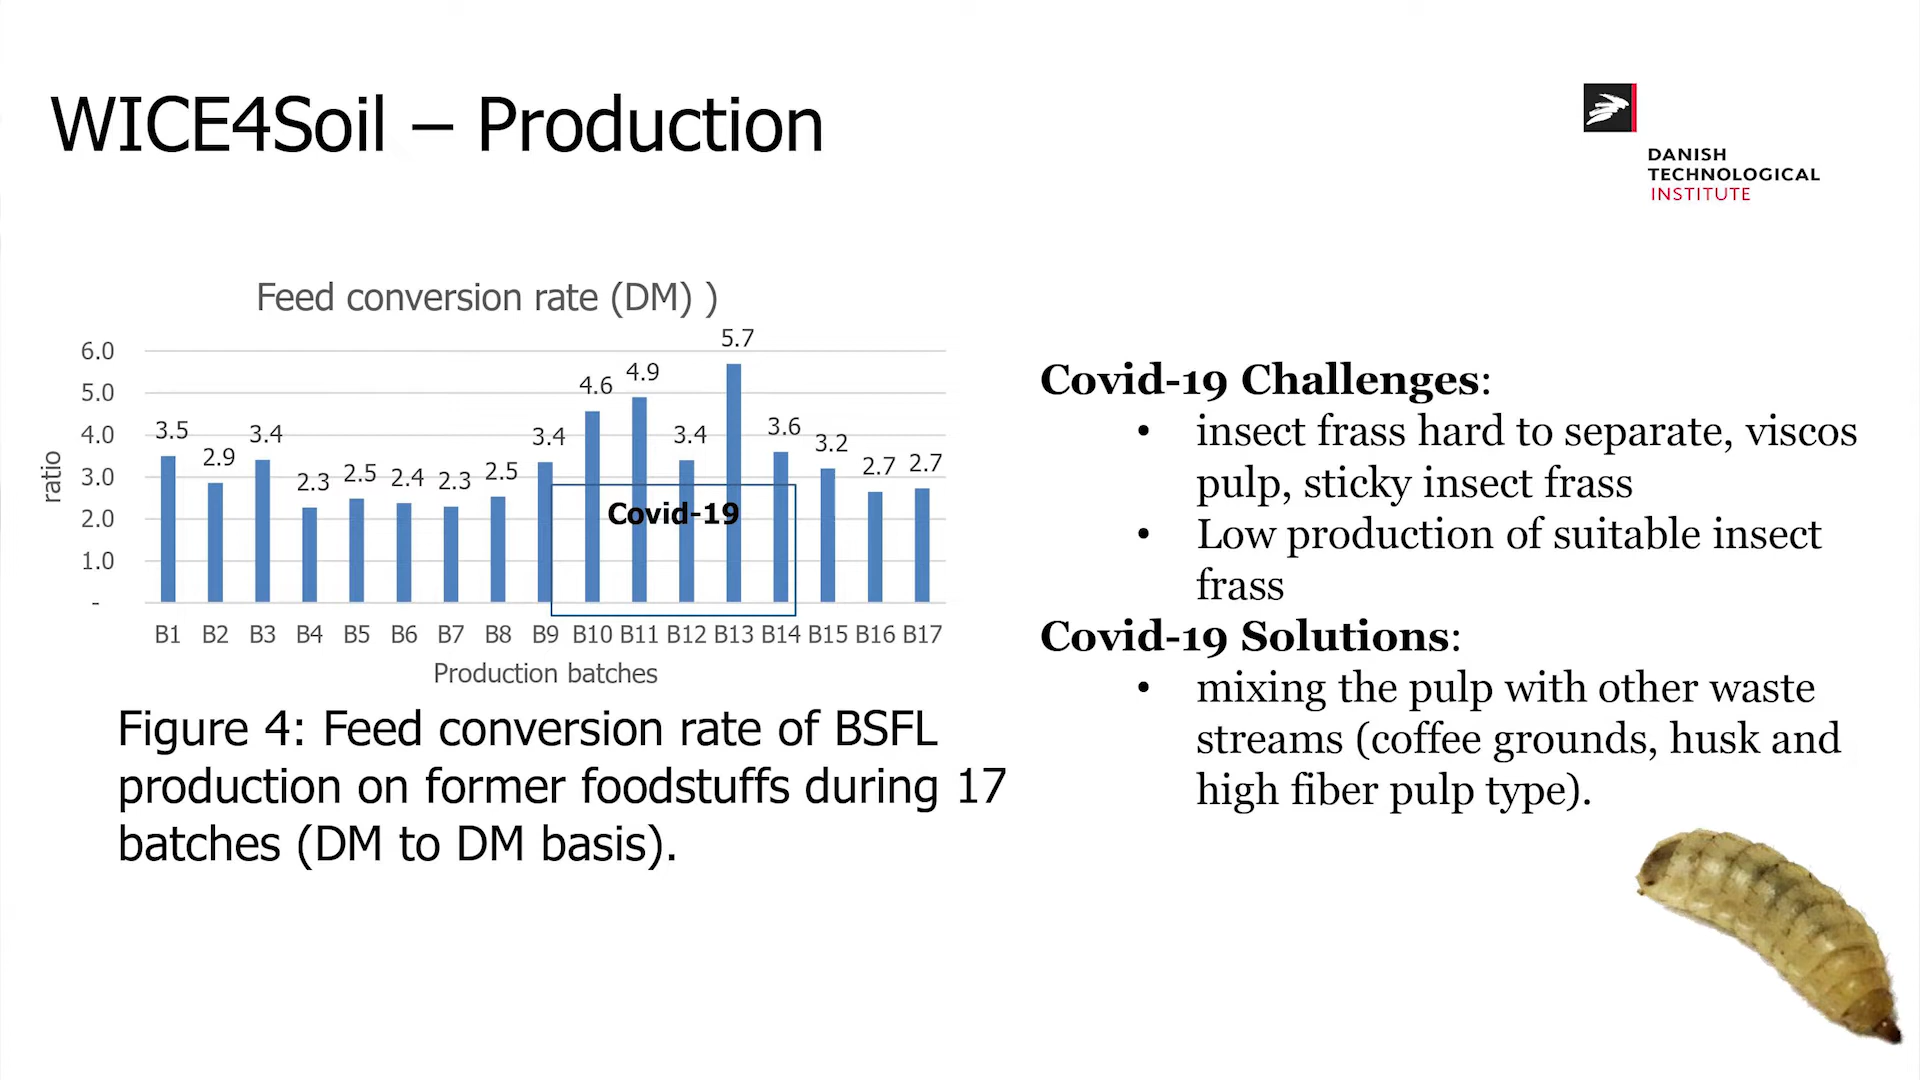 WICE4Soil – Production
DANISH
TECHNOLOGICAL
INSTITUTE
Feed conversion rate (DM) )
ratio
6.0
5.0
4.0
3.0
2.0
1.0
-
3.5
2.9
3.4
2.3
2.5
2.4
2.3
2.5
3.4
4.6
4.9
3.4
5.7
3.6
3.2
2.7
2.7
Covid-19
B1 B2 B3 B4 B5 B6 B7 B8 B9 B10 B11 B12 B13 B14 B15 B16 B17
Production batches
Figure 4: Feed conversion rate of BSFL
production on former foodstuffs during 17
batches (DM to DM basis).
Covid-19 Challenges:
• insect frass hard to separate, viscos
pulp, sticky insect frass
• Low production of suitable insect
frass
Covid-19 Solutions:
• mixing the pulp with other waste
streams (coffee grounds, husk and
high fiber pulp type).